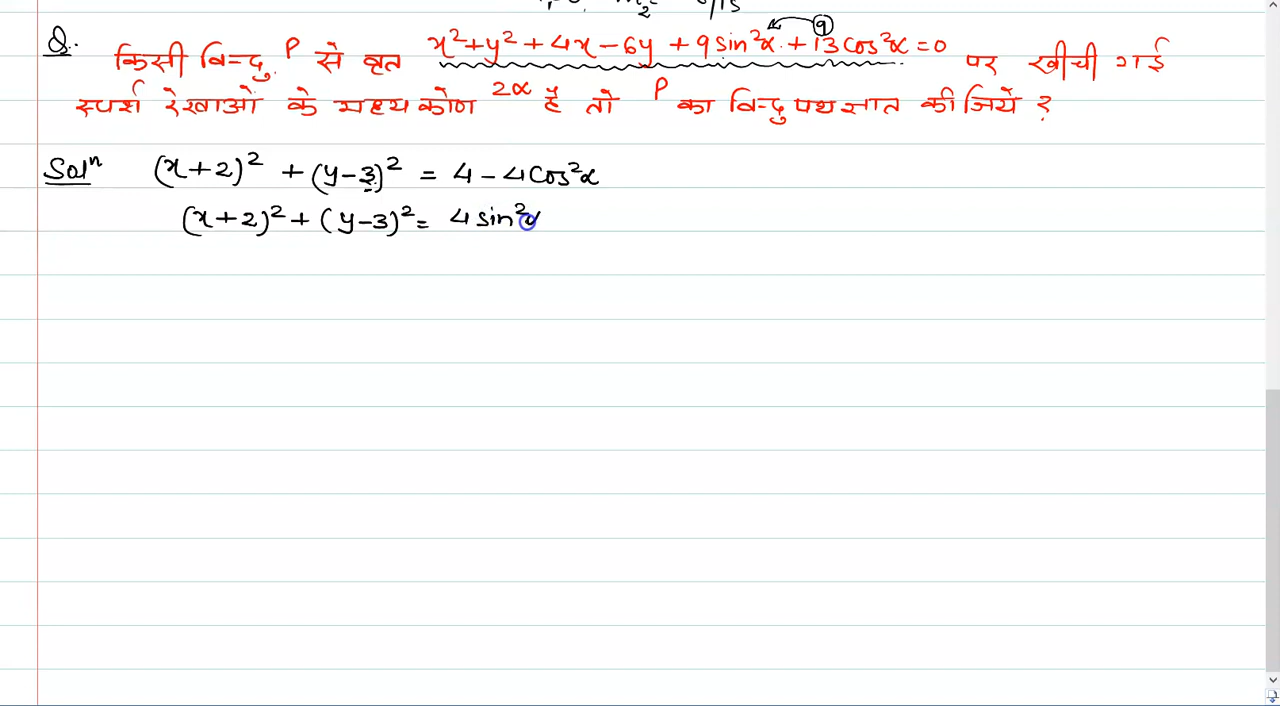 Q. किसी बिन्दु P से वृत x²+y²+4x-6y+9sin²α+13cos²α=0 पर खींची गई
स्पर्श रेखाओं के मध्य कोण 2α है तो P का बिन्दु पथ ज्ञात कीजिये ?
Solⁿ (x+2)² + (y-3)² = 4-4cos²α
(x+2)²+(y-3)²= 4sin²α